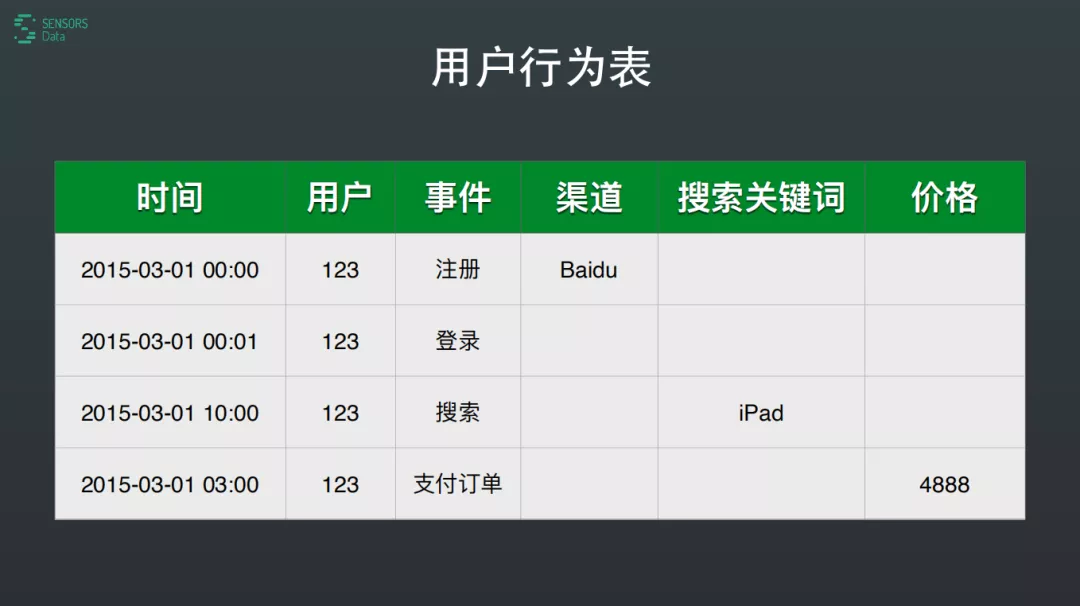 SENSORS
Data
用户行为表
时间 用户 事件 渠道 搜索关键词 价格
2015-03-01 00:00 123 注册 Baidu
2015-03-01 00:01 123 登录
2015-03-01 10:00 123 搜索 iPad
2015-03-01 03:00 123 支付订单 4888